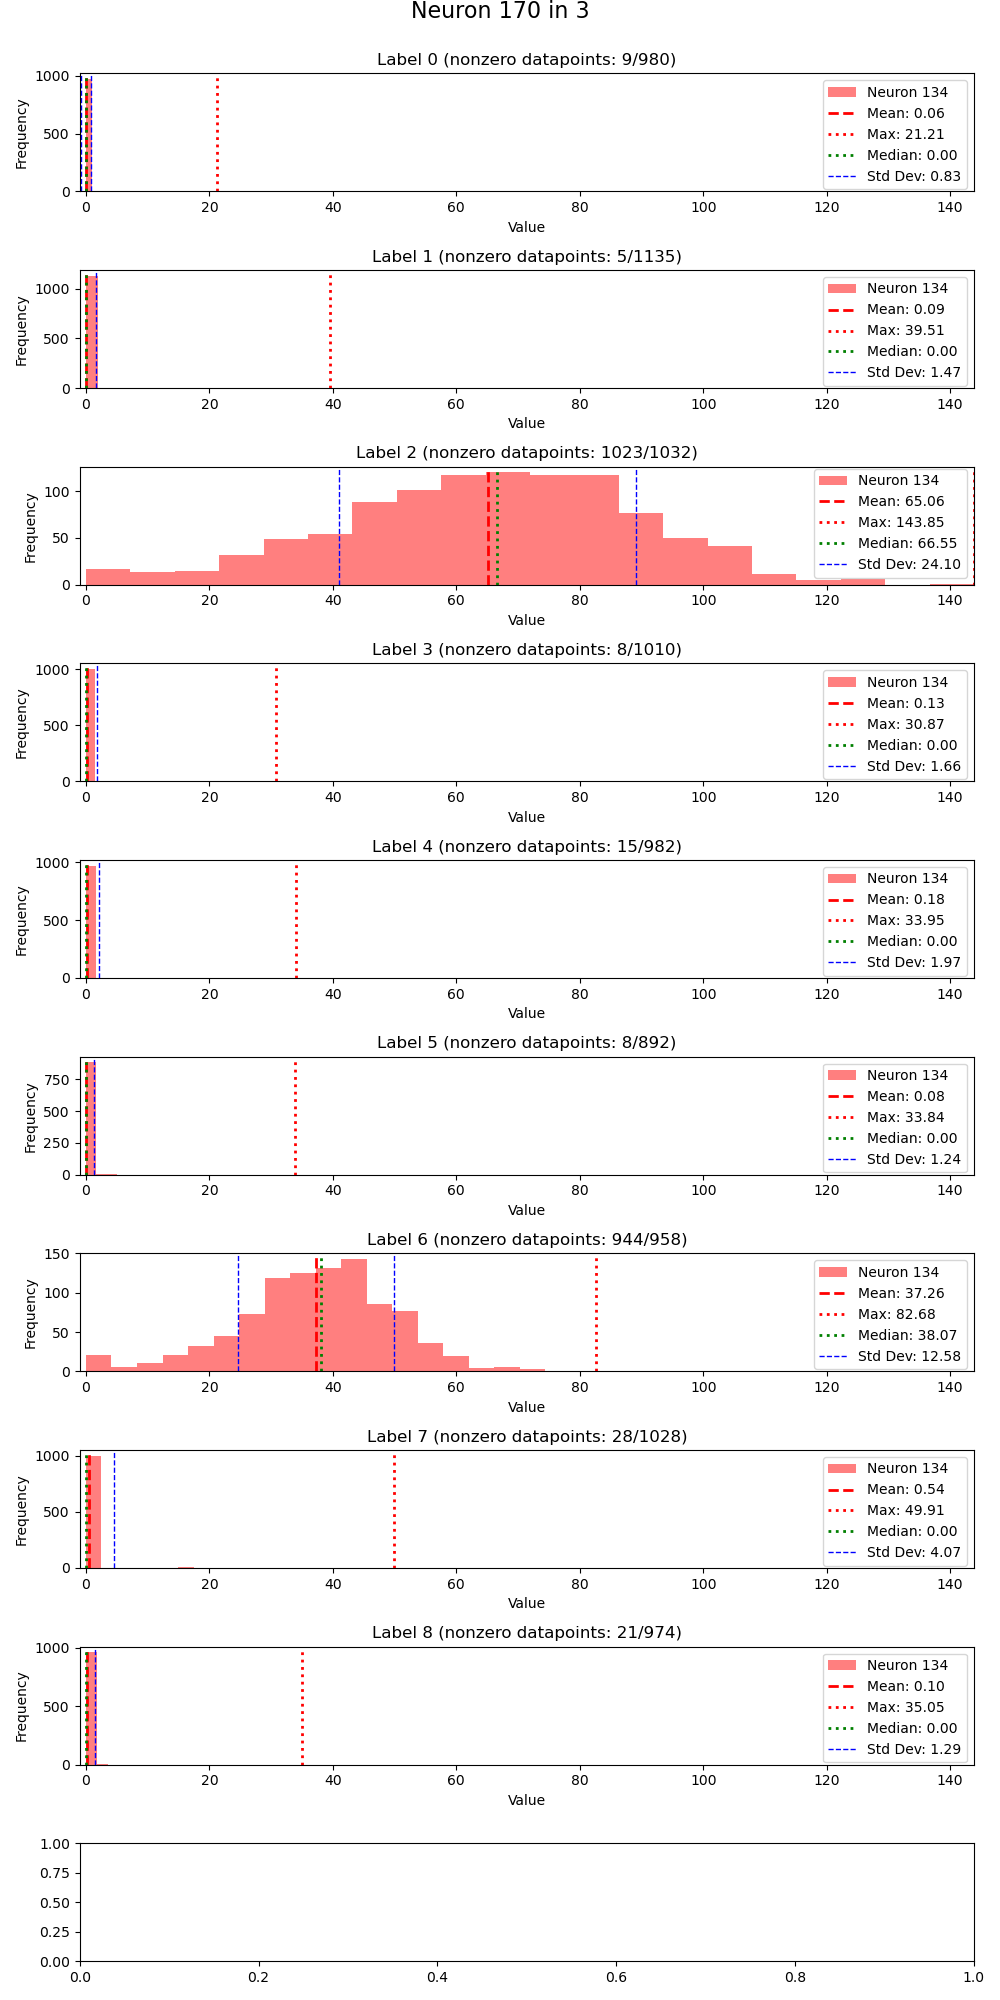 Neuron 170 in 3
Label 0 (nonzero datapoints: 9/980)
Frequency
1000
500
0
Neuron 134
Mean: 0.06
Max: 21.21
Median: 0.00
Std Dev: 0.83
0 20 40 60 80 100 120 140
Value
Label 1 (nonzero datapoints: 5/1135)
Frequency
1000
500
0
Neuron 134
Mean: 0.09
Max: 39.51
Median: 0.00
Std Dev: 1.47
0 20 40 60 80 100 120 140
Value
Label 2 (nonzero datapoints: 1023/1032)
Frequency
100
50
0
Neuron 134
Mean: 65.06
Max: 143.85
Median: 66.55
Std Dev: 24.10
0 20 40 60 80 100 120 140
Value
Label 3 (nonzero datapoints: 8/1010)
Frequency
1000
500
0
Neuron 134
Mean: 0.13
Max: 30.87
Median: 0.00
Std Dev: 1.66
0 20 40 60 80 100 120 140
Value
Label 4 (nonzero datapoints: 15/982)
Frequency
1000
500
0
Neuron 134
Mean: 0.18
Max: 33.95
Median: 0.00
Std Dev: 1.97
0 20 40 60 80 100 120 140
Value
Label 5 (nonzero datapoints: 8/892)
Frequency
750
500
250
0
Neuron 134
Mean: 0.08
Max: 33.84
Median: 0.00
Std Dev: 1.24
0 20 40 60 80 100 120 140
Value
Label 6 (nonzero datapoints: 944/958)
Frequency
150
100
50
0
Neuron 134
Mean: 37.26
Max: 82.68
Median: 38.07
Std Dev: 12.58
0 20 40 60 80 100 120 140
Value
Label 7 (nonzero datapoints: 28/1028)
Frequency
1000
500
0
Neuron 134
Mean: 0.54
Max: 49.91
Median: 0.00
Std Dev: 4.07
0 20 40 60 80 100 120 140
Value
Label 8 (nonzero datapoints: 21/974)
Frequency
1000
500
0
Neuron 134
Mean: 0.10
Max: 35.05
Median: 0.00
Std Dev: 1.29
0 20 40 60 80 100 120 140
Value
1.00
0.75
0.50
0.25
0.00
0.0 0.2 0.4 0.6 0.8 1.0